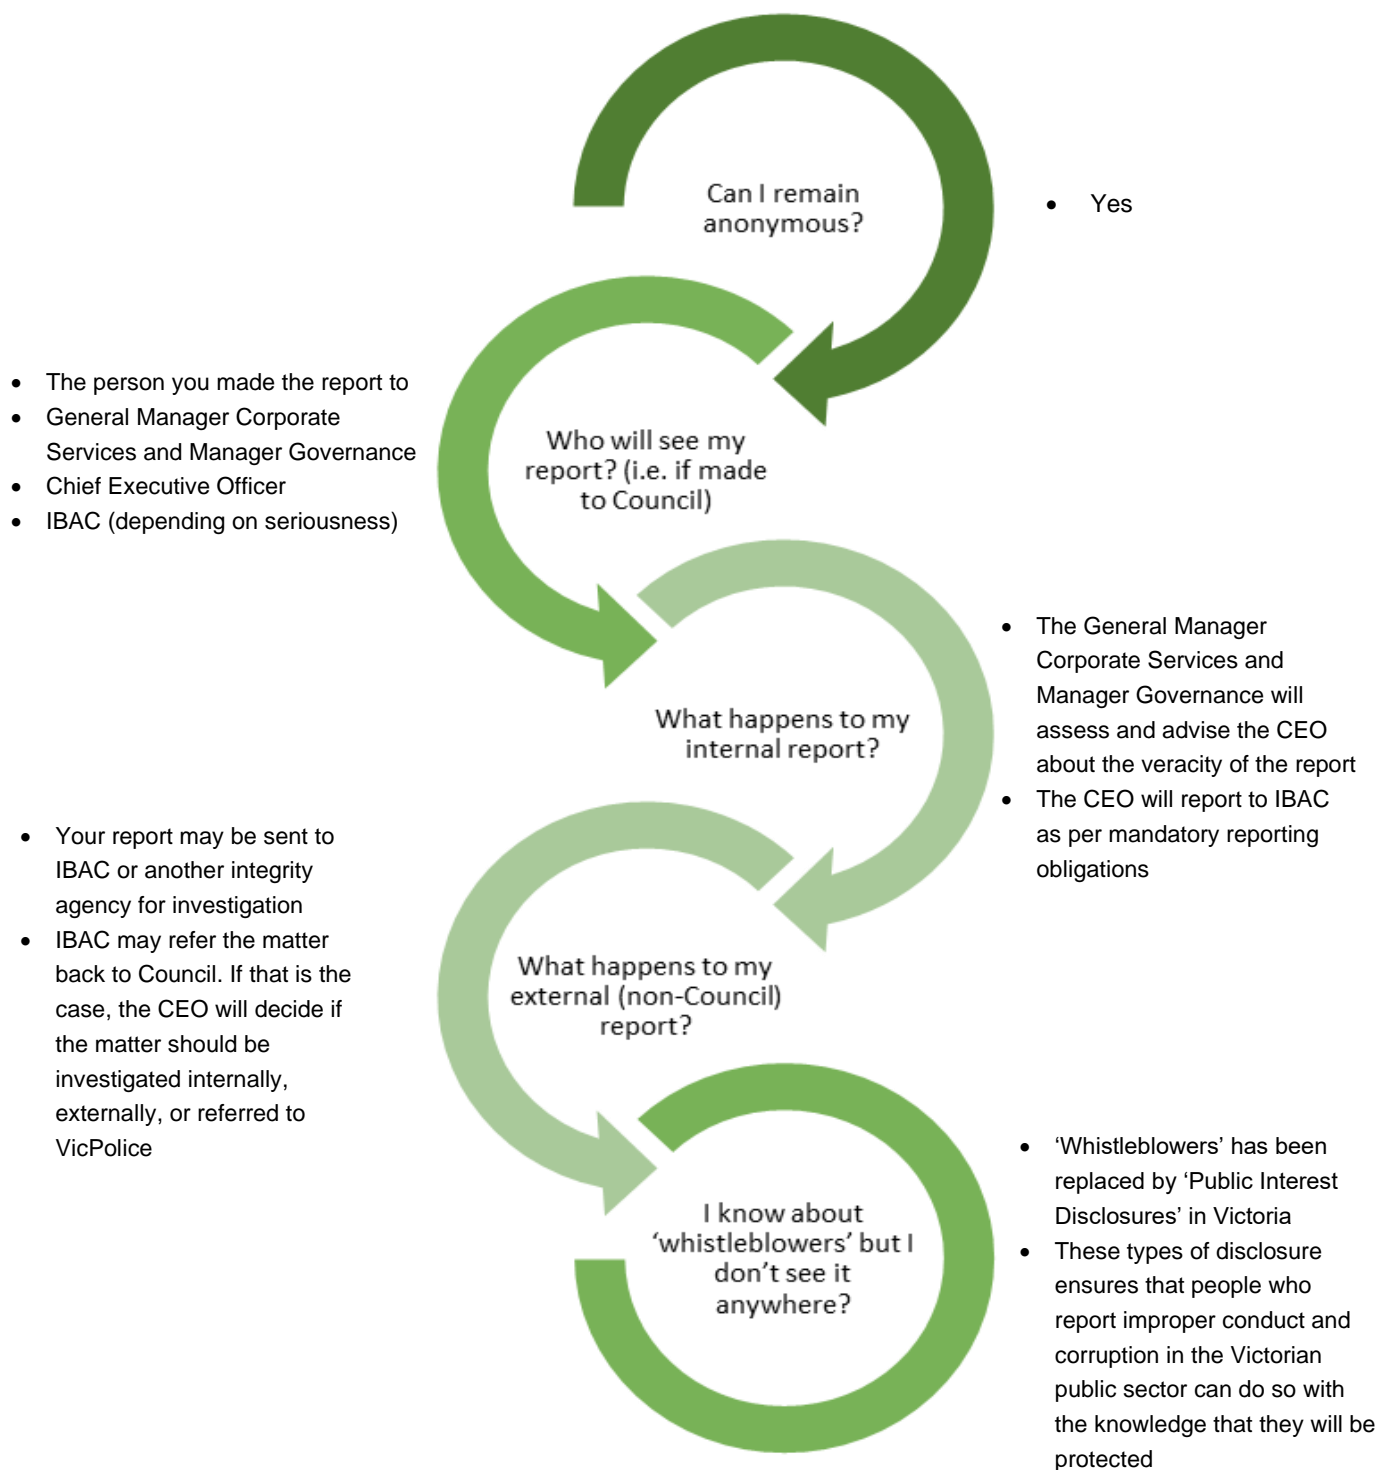 Can I remain
anonymous?
• Yes
• The person you made the report to
• General Manager Corporate
Services and Manager Governance
• Chief Executive Officer
• IBAC (depending on seriousness)
Who will see my
report? (i.e. if made
to Council)
What happens to my
internal report?
• The General Manager
Corporate Services and
Manager Governance will
assess and advise the CEO
about the veracity of the report
• The CEO will report to IBAC
as per mandatory reporting
obligations
• Your report may be sent to
IBAC or another integrity
agency for investigation
• IBAC may refer the matter
back to Council. If that is the
case, the CEO will decide if
the matter should be
investigated internally,
externally, or referred to
VicPolice
What happens to my
external (non-Council)
report?
I know about
‘whistleblowers’ but I
don’t see it
anywhere?
• ‘Whistleblowers’ has been
replaced by ‘Public Interest
Disclosures’ in Victoria
• These types of disclosure
ensures that people who
report improper conduct and
corruption in the Victorian
public sector can do so with
the knowledge that they will be
protected